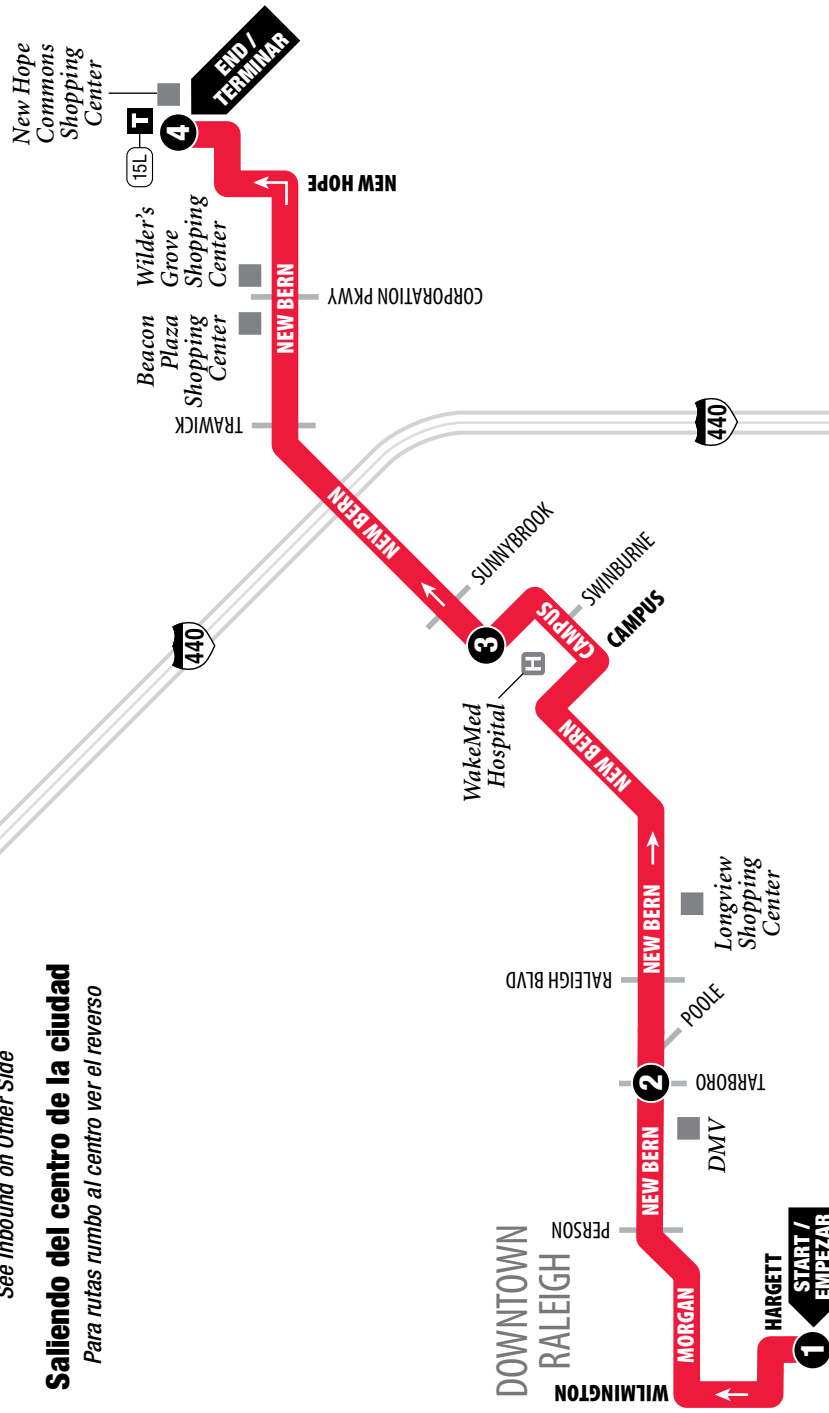 See Inbound on Other Side
Saliendo del centro de la ciudad
Para rutas rumbo al centro ver el reverso
New Hope
Commons
Shopping
Center
T
15L
4
END /
TERMINAR
NEW HOPE
Wilder's
Grove
Shopping
Center
Beacon
Plaza
Shopping
Center
NEW BERN
CORPORATION PKWY
TRAWICK
440
440
NEW BERN
SUNNYBROOK
3
SWINBURNE
CAMPUS
CAMPUS
H
WakeMed
Hospital
NEW BERN
NEW BERN
Longview
Shopping
Center
RALEIGH BLVD
POOLE
2
TARBORO
NEW BERN
DMV
PERSON
DOWNTOWN
RALEIGH
MORGAN
HARGETT
WILMINGTON
1
START /
EMPEZAR